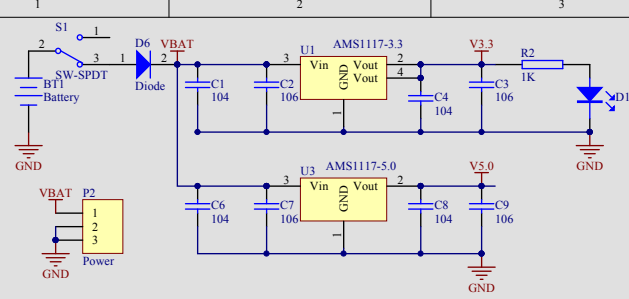 1 2 3
S1
1
2
3
SW-SPDT
BT1
Battery
GND
D6
1 2
Diode
VBAT
U1 AMS1117-3.3
3 Vin Vout 2
Vout 4
GND
1
C1
104
C2
106
C4
104
V3.3
C3
106
R2
1K
D1
GND
U3 AMS1117-5.0
3 Vin Vout 2
GND
1
C6
104
C7
106
C8
104
V5.0
C9
106
GND
VBAT
P2
1
2
3
Power
GND